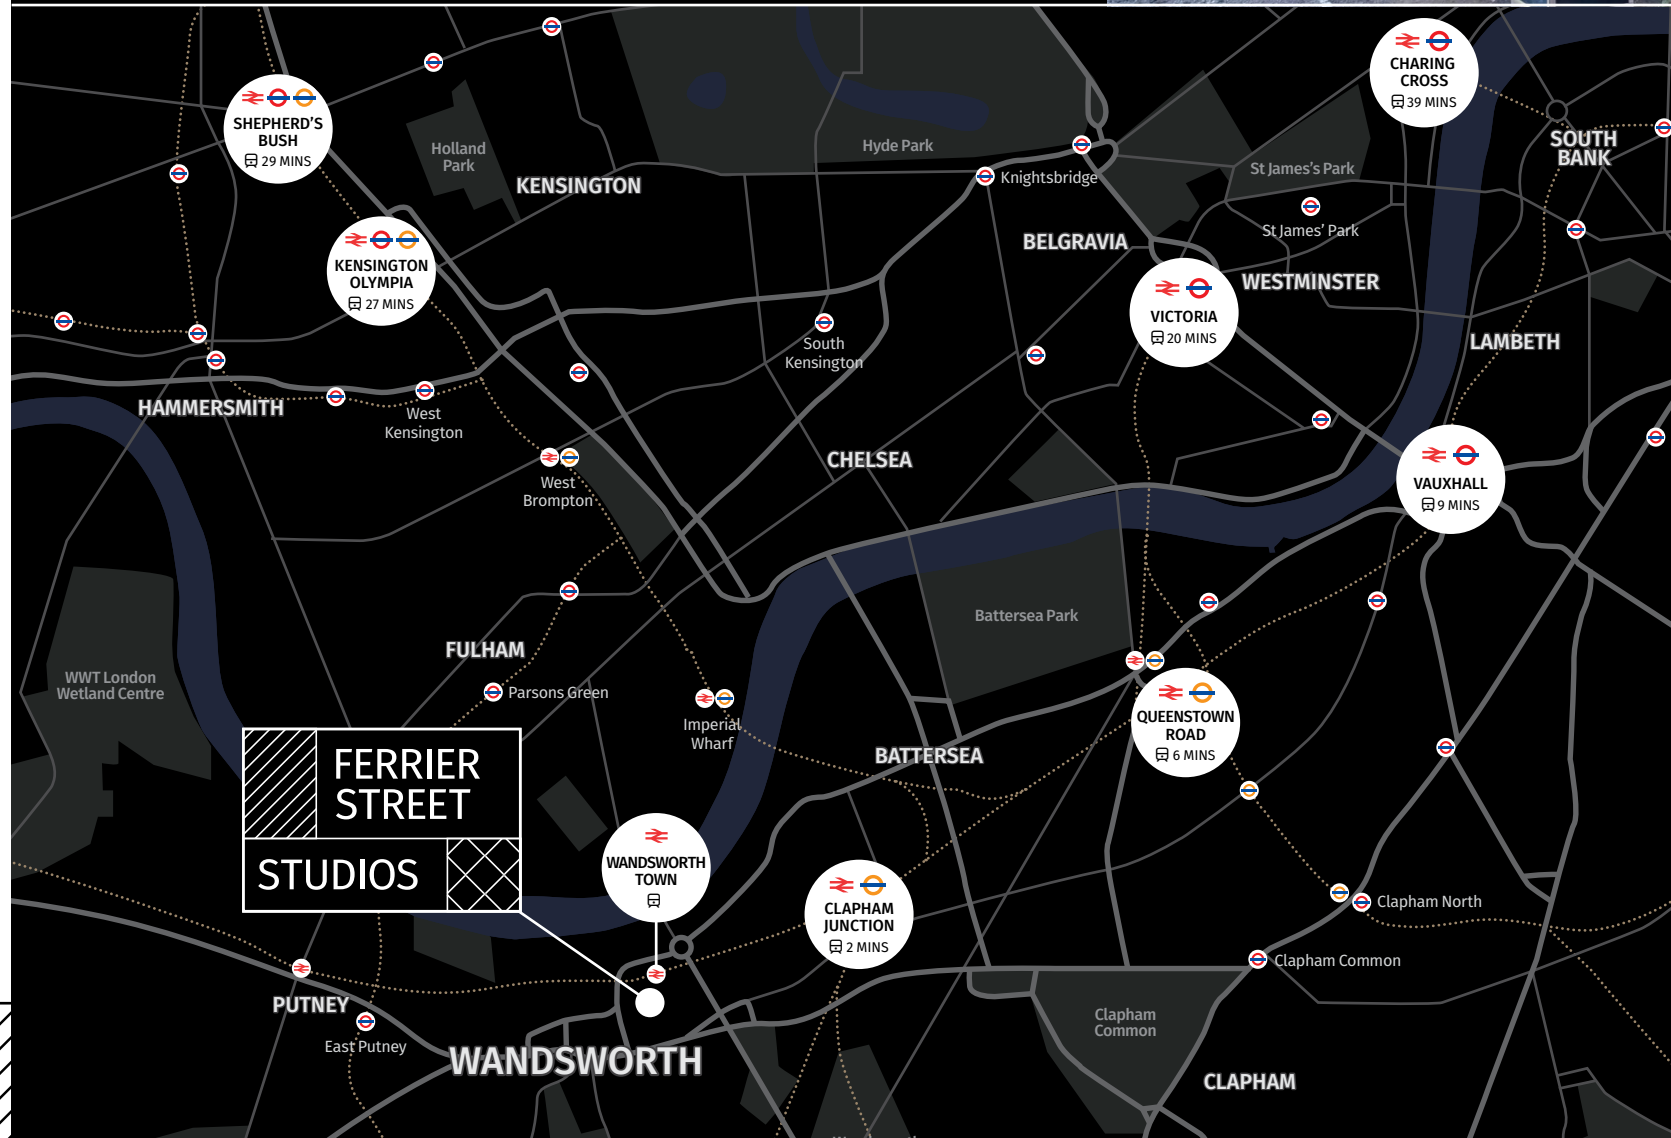 CHARING
CROSS
39 MINS
SHEPHERD'S
BUSH
29 MINS
SOUTH
BANK
Holland
Park
Hyde Park
KENSINGTON
Knightsbridge
St James's Park
St James' Park
BELGRAVIA
WESTMINSTER
KENSINGTON
OLYMPIA
27 MINS
VICTORIA
20 MINS
LAMBETH
South
Kensington
HAMMERSMITH
West
Kensington
CHELSEA
West
Brompton
VAUXHALL
9 MINS
Battersea Park
FULHAM
WWT London
Wetland Centre
Parsons Green
Imperial
Wharf
QUEENSTOWN
ROAD
6 MINS
BATTERSEA
FERRIER
STREET
STUDIOS
WANDSWORTH
TOWN
CLAPHAM
JUNCTION
2 MINS
Clapham North
Clapham Common
PUTNEY
East Putney
Clapham
Common
WANDSWORTH
CLAPHAM